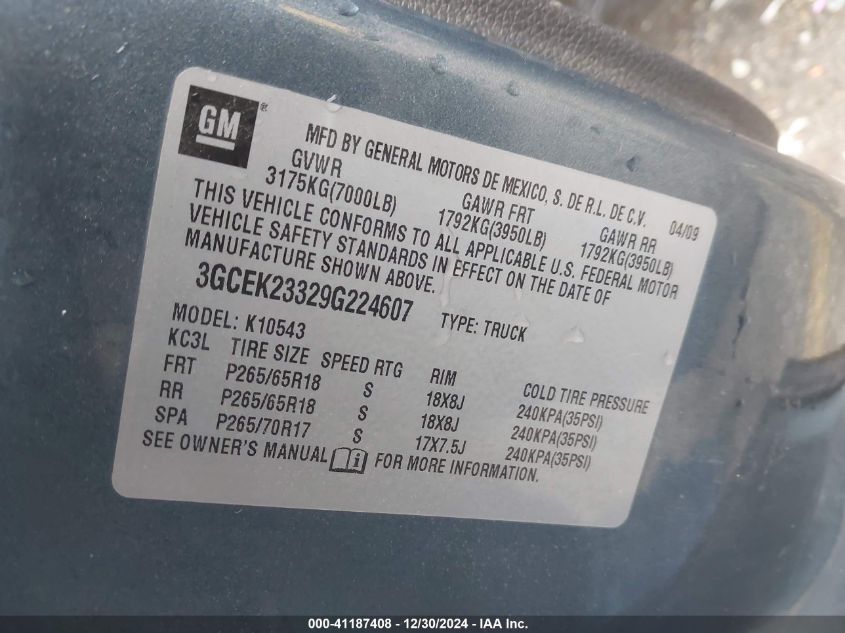 GM ®
MFD BY GENERAL MOTORS DE MEXICO, S. DE R.L. DE C.V. 04/09
GVWR GAWR FRT GAWR RR
3175KG(7000LB) 1792KG(3950LB) 1792KG(3950LB)
THIS VEHICLE CONFORMS TO ALL APPLICABLE U.S. FEDERAL MOTOR
VEHICLE SAFETY STANDARDS IN EFFECT ON THE DATE OF
MANUFACTURE SHOWN ABOVE.
3GCEK23329G224607 TYPE: TRUCK
MODEL: K10543
KC3L TIRE SIZE SPEED RTG RIM COLD TIRE PRESSURE
FRT P265/65R18 S 18X8J 240KPA(35PSI)
RR P265/65R18 S 18X8J 240KPA(35PSI)
SPA P265/70R17 S 17X7.5J 240KPA(35PSI)
SEE OWNER'S MANUAL i FOR MORE INFORMATION.
000-41187408 - 12/30/2024 - IAA Inc.